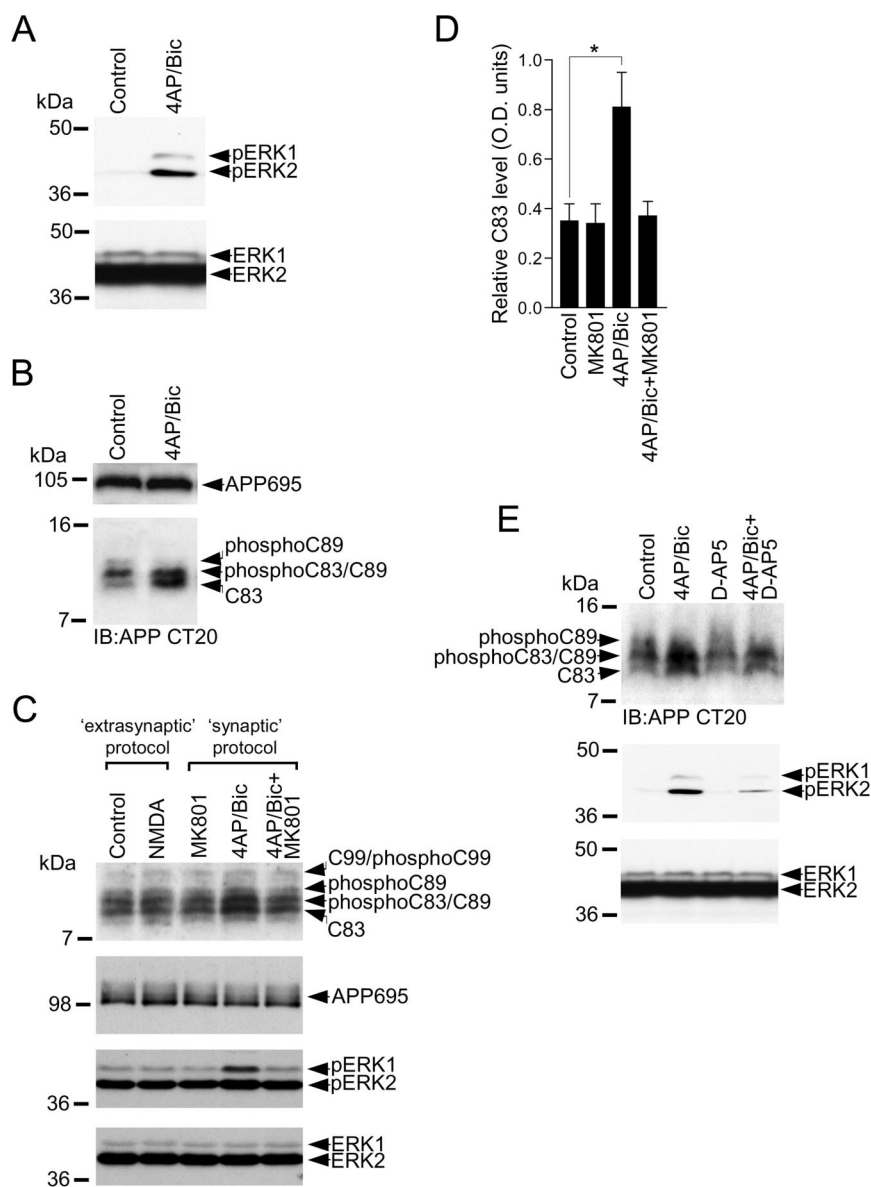 A
Control
4AP/Bic
kDa
50
pERK1
pERK2
36
50
ERK1
ERK2
36
B
Control
4AP/Bic
kDa
105
APP695
16
phosphoC89
phosphoC83/C89
C83
7
IB:APP CT20
C
'extrasynaptic' 'synaptic'
protocol protocol
Control
NMDA
MK801
4AP/Bic
4AP/Bic+
MK801
kDa
C99/phosphoC99
phosphoC89
phosphoC83/C89
C83
7
98
APP695
pERK1
pERK2
36
ERK1
ERK2
36
D
*
Relative C83 level (O.D. units)
1.0
0.8
0.6
0.4
0.2
0.0
Control
MK801
4AP/Bic
4AP/Bic+MK801
E
Control
4AP/Bic
D-AP5
4AP/Bic+
D-AP5
kDa
16
phosphoC89
phosphoC83/C89
C83
7
IB:APP CT20
50
pERK1
pERK2
36
50
ERK1
ERK2
36